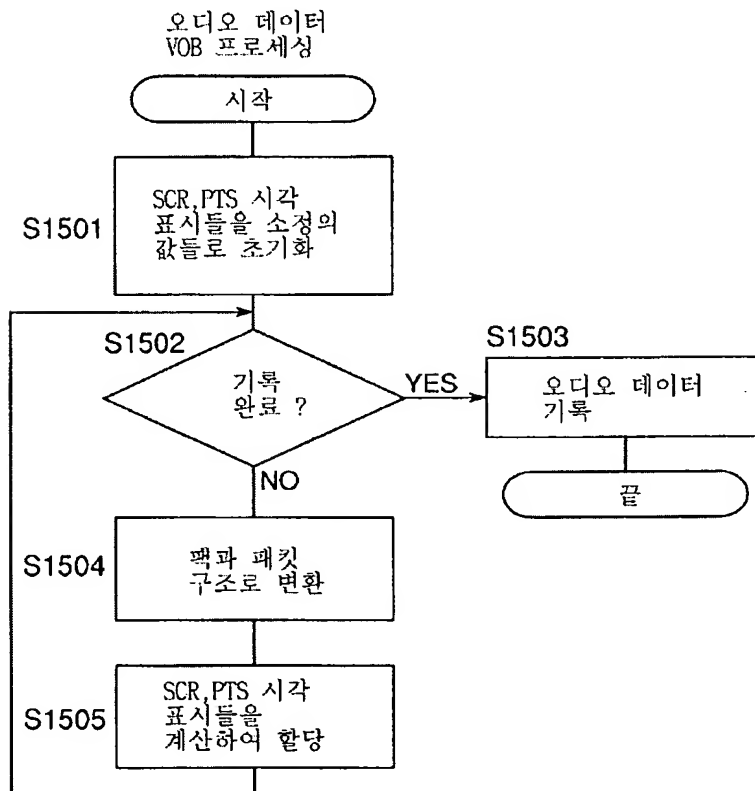 오디오 데이터
VOB 프로세싱
시작
S1501
SCR,PTS 시각
표시들을 소정의
값들로 초기화
S1502
기록
완료 ?
YES
S1503
오디오 데이터
기록
끝
NO
S1504
팩과 패킷
구조로 변환
S1505
SCR,PTS 시각
표시들을
계산하여 할당